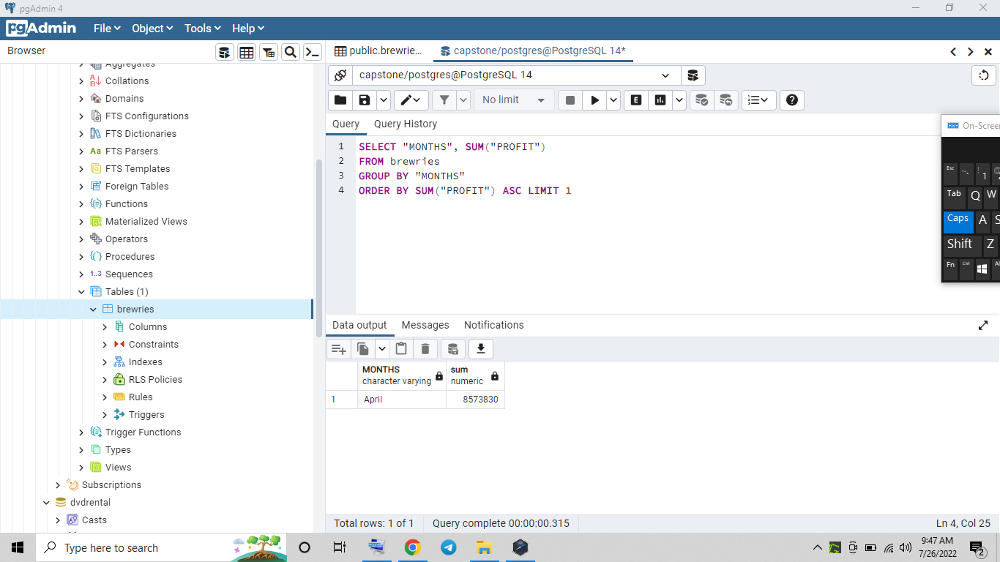 pgAdmin 4
pgAdmin
File Object Tools Help
Browser
Aggregates
Collations
Domains
FTS Configurations
FTS Dictionaries
FTS Parsers
FTS Templates
Foreign Tables
Functions
Materialized Views
Operators
Procedures
1..3 Sequences
Tables (1)
brewries
Columns
Constraints
Indexes
RLS Policies
Rules
Triggers
Trigger Functions
Types
Views
Subscriptions
dvdrental
Casts
public.brewrie... capstone/postgres@PostgreSQL 14*
capstone/postgres@PostgreSQL 14
No limit
Query Query History
1 SELECT "MONTHS", SUM("PROFIT")
2 FROM brewries
3 GROUP BY "MONTHS"
4 ORDER BY SUM("PROFIT") ASC LIMIT 1
Data output Messages Notifications
MONTHS sum
character varying numeric
1 April 8573830
Total rows: 1 of 1 Query complete 00:00:00.315 Ln 4, Col 25
On-Scree
Esc ~ ` ! 1
Tab Q W
Caps A S
Shift Z
Fn Ctrl Al
Type here to search
9:47 AM
7/26/2022
2